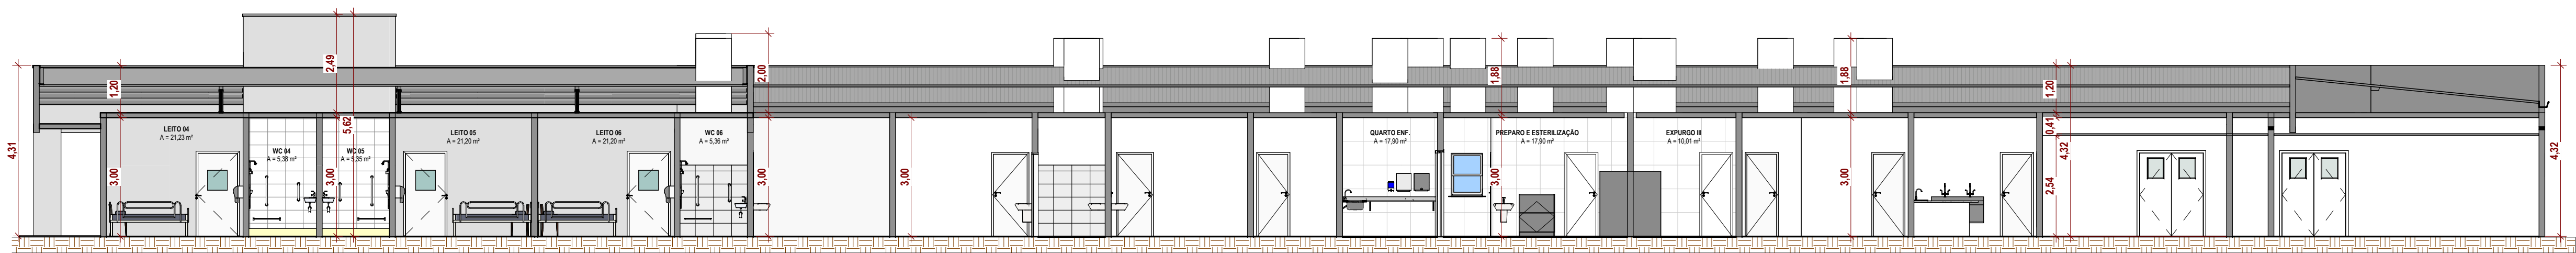 4,31
1,20
3,00
LEITO 04
A = 21,23 m²
WC 04
A = 5,38 m²
2,49
5,62
3,00
WC 05
A = 5,35 m²
LEITO 05
A = 21,20 m²
LEITO 06
A = 21,20 m²
WC 06
A = 5,36 m²
2,00
3,00
3,00
QUARTO ENF.
A = 17,90 m²
1,88
3,00
PREPARO E ESTERILIZAÇÃO
A = 17,90 m²
EXPURGO III
A = 10,01 m²
1,88
3,00
1,20
0,41
2,54
4,32
4,32